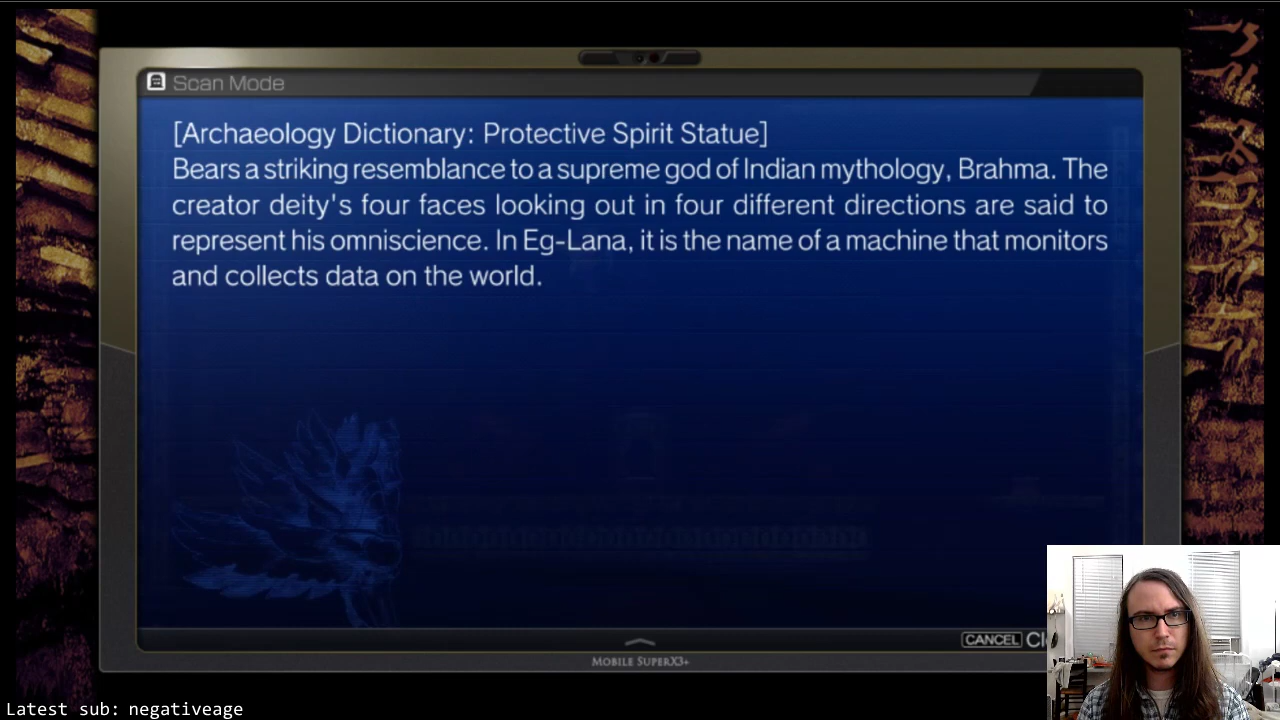 Scan Mode
[Archaeology Dictionary: Protective Spirit Statue]
Bears a striking resemblance to a supreme god of Indian mythology, Brahma. The
creator deity's four faces looking out in four different directions are said to
represent his omniscience. In Eg-Lana, it is the name of a machine that monitors
and collects data on the world.
CANCEL Cl
MOBILE SUPERX3+
Latest sub: negativeage